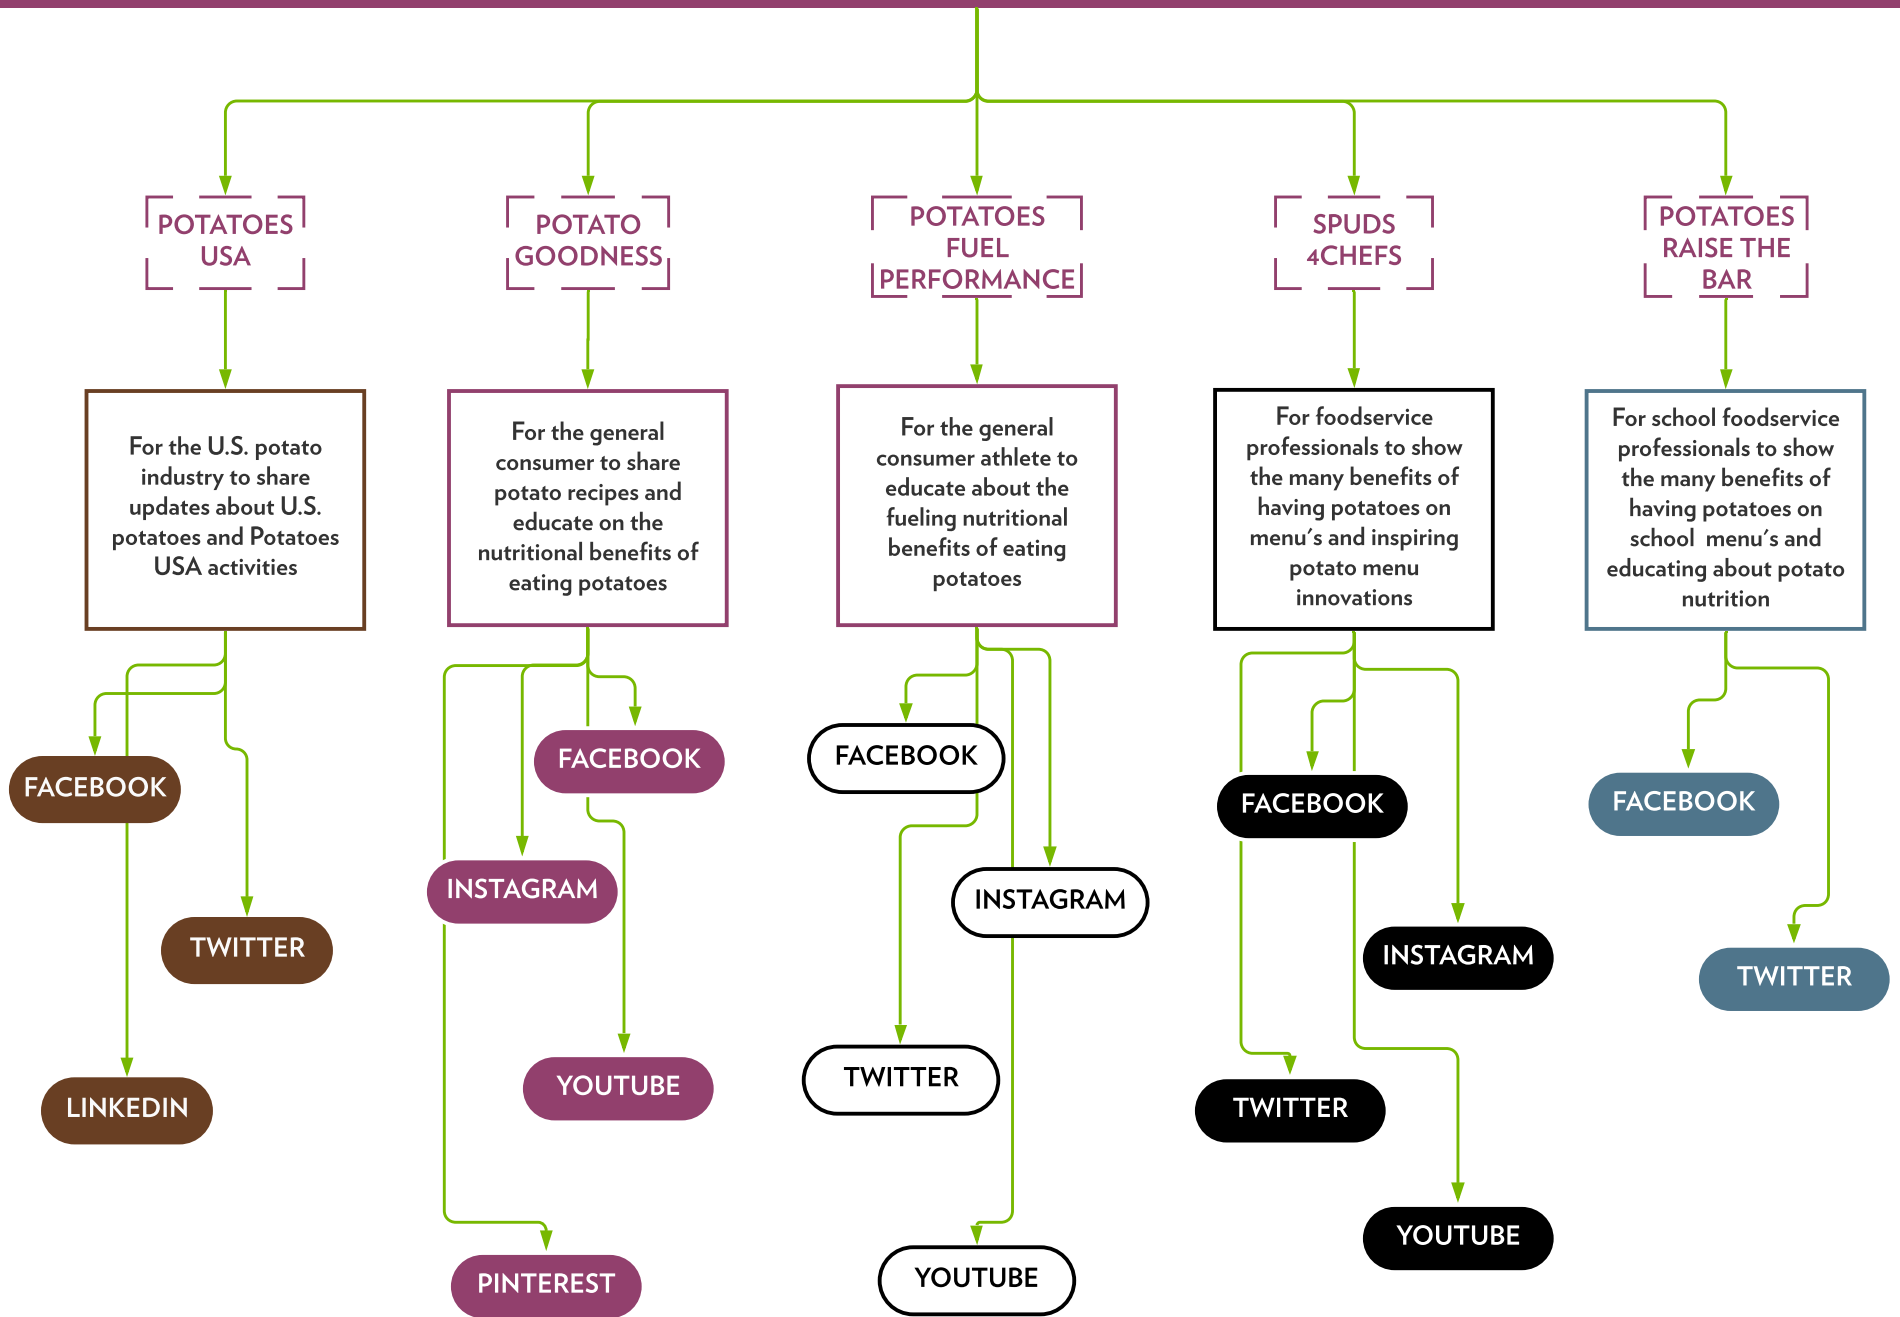 POTATOES
USA
POTATO
GOODNESS
POTATOES
FUEL
PERFORMANCE
SPUDS
4CHEFS
POTATOES
RAISE THE
BAR
For the U.S. potato
industry to share
updates about U.S.
potatoes and Potatoes
USA activities
For the general
consumer to share
potato recipes and
educate on the
nutritional benefits of
eating potatoes
For the general
consumer athlete to
educate about the
fueling nutritional
benefits of eating
potatoes
For foodservice
professionals to show
the many benefits of
having potatoes on
menu's and inspiring
potato menu
innovations
For school foodservice
professionals to show
the many benefits of
having potatoes on
school  menu's and
educating about potato
nutrition
FACEBOOK
TWITTER
LINKEDIN
FACEBOOK
INSTAGRAM
YOUTUBE
PINTEREST
FACEBOOK
INSTAGRAM
TWITTER
YOUTUBE
FACEBOOK
INSTAGRAM
TWITTER
YOUTUBE
FACEBOOK
TWITTER